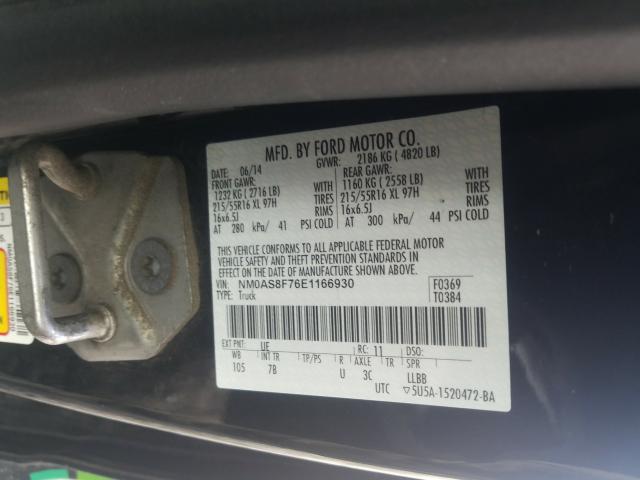 MFD. BY FORD MOTOR CO.
DATE: 06/14 GVWR: 2186 KG ( 4820 LB)
FRONT GAWR: REAR GAWR:
1232 KG ( 2716 LB) 1160 KG ( 2558 LB)
215/55R16 XL 97H TIRES 215/55R16 XL 97H TIRES
16x6.5J RIMS 16x6.5J RIMS
AT 280 kPa/ 41 PSI COLD AT 300 kPa/ 44 PSI COLD
THIS VEHICLE CONFORMS TO ALL APPLICABLE FEDERAL MOTOR
VEHICLE SAFETY AND THEFT PREVENTION STANDARDS IN
EFFECT ON THE DATE OF MANUFACTURE SHOWN ABOVE.
VIN: NM0AS8F76E1166930
TYPE: Truck
F0369
T0384
EXT PNT: UE RC: 11 DSO:
WB INT TR TP/PS R AXLE TR SPR
105 7B U 3C LLBB
UTC ▽5U5A-1520472-BA